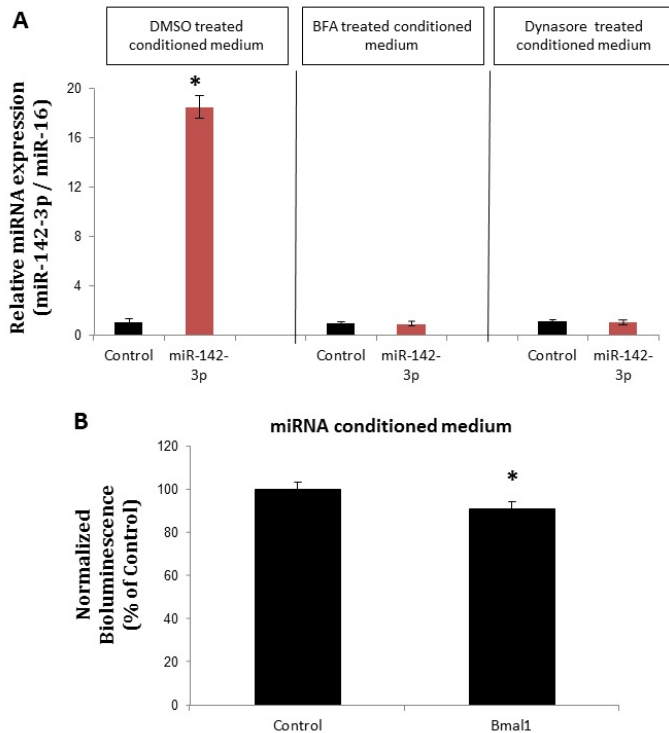 A
DMSO treated
conditioned medium
BFA treated conditioned
medium
Dynasore treated
conditioned medium
Relative miRNA expression
(miR-142-3p / miR-16)
20
16
12
8
4
0
*
Control
miR-142-
3p
Control
miR-142-
3p
Control
miR-142-
3p
B
miRNA conditioned medium
Normalized
Bioluminescence
(% of Control)
120
100
80
60
40
20
0
*
Control
Bmal1